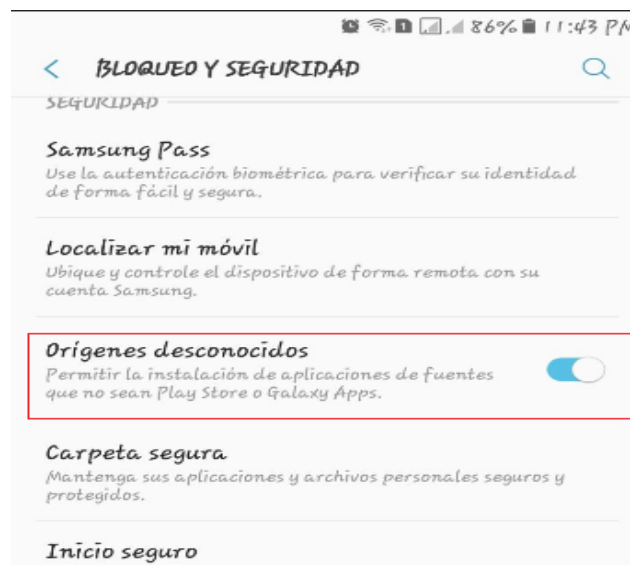 86% 11:43 PM
BLOQUEO Y SEGURIDAD
SEGURIDAD
Samsung Pass
Use la autenticación biométrica para verificar su identidad
de forma fácil y segura.
Localizar mi móvil
Ubique y controle el dispositivo de forma remota con su
cuenta Samsung.
Orígenes desconocidos
Permitir la instalación de aplicaciones de fuentes
que no sean Play Store o Galaxy Apps.
Carpeta segura
Mantenga sus aplicaciones y archivos personales seguros y
protegidos.
Inicio seguro